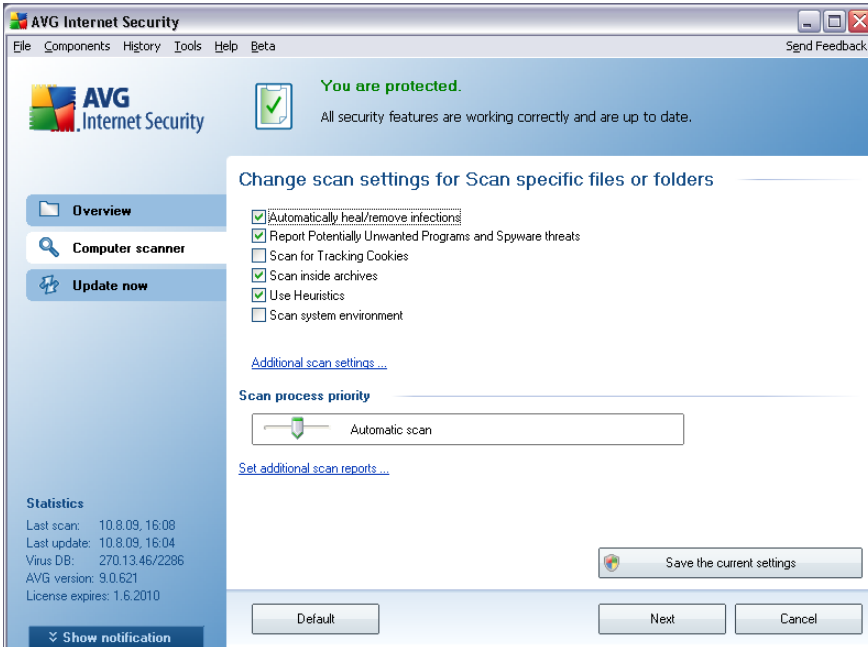 AVG Internet Security
File Components History Tools Help Beta Send Feedback
AVG
Internet Security
You are protected.
All security features are working correctly and are up to date.
Overview
Computer scanner
Update now
Change scan settings for Scan specific files or folders
Automatically heal/remove infections
Report Potentially Unwanted Programs and Spyware threats
Scan for Tracking Cookies
Scan inside archives
Use Heuristics
Scan system environment
Additional scan settings ...
Scan process priority
Automatic scan
Set additional scan reports ...
Statistics
Last scan: 10.8.09, 16:08
Last update: 10.8.09, 16:04
Virus DB: 270.13.46/2286
AVG version: 9.0.621
License expires: 1.6.2010
Show notification
Save the current settings
Default
Next
Cancel